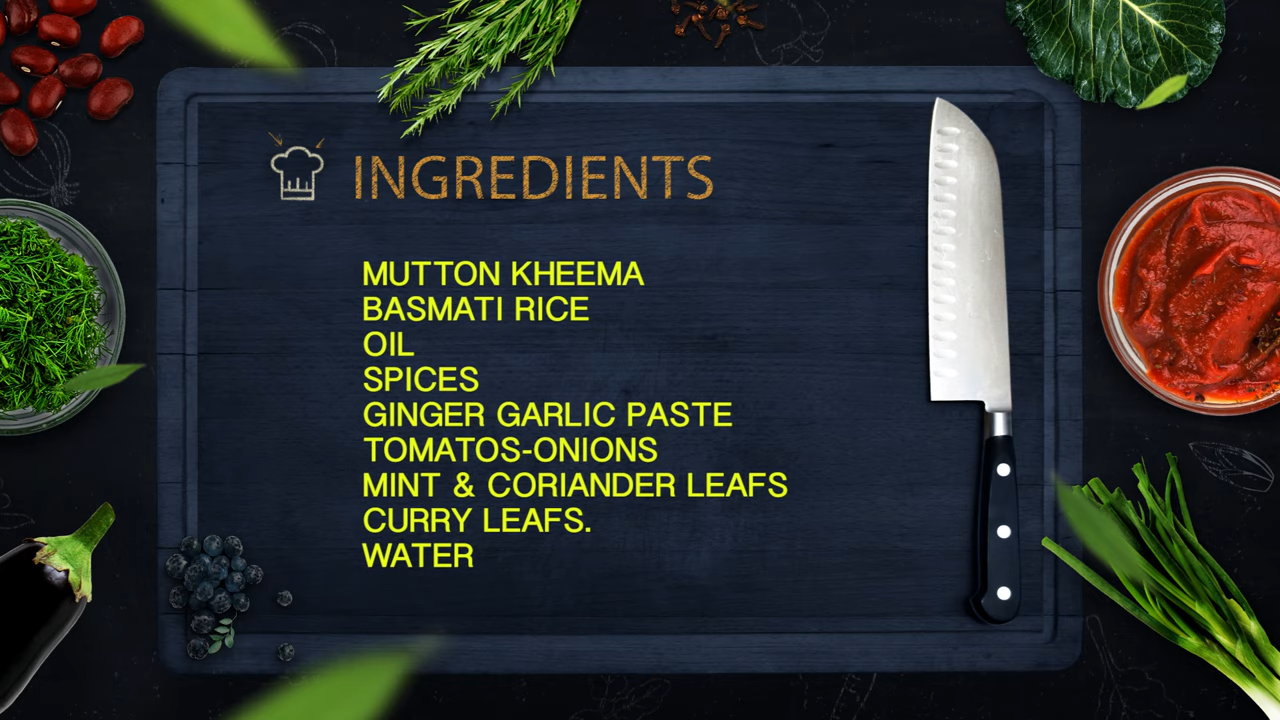 INGREDIENTS
MUTTON KHEEMA
BASMATI RICE
OIL
SPICES
GINGER GARLIC PASTE
TOMATOS-ONIONS
MINT & CORIANDER LEAFS
CURRY LEAFS.
WATER